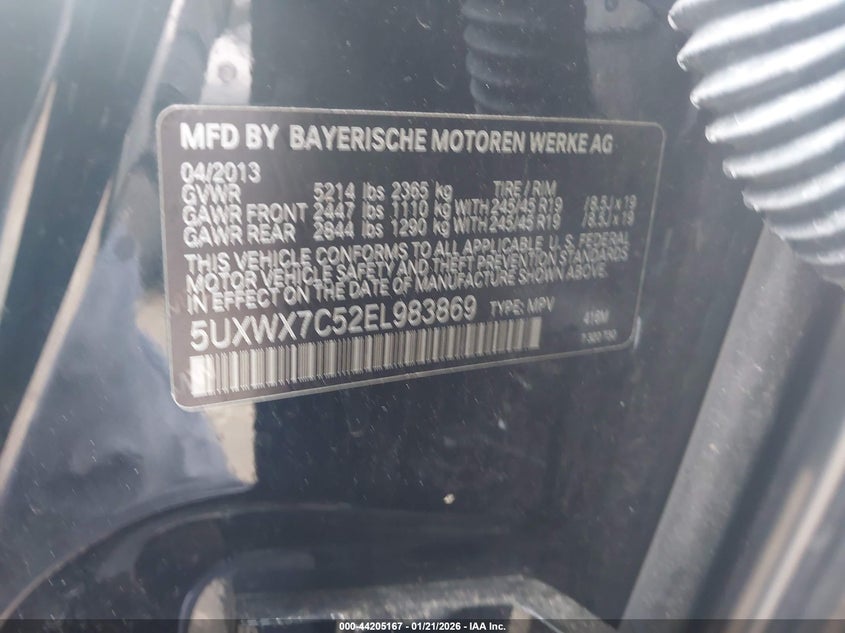 MFD BY BAYERISCHE MOTOREN WERKE AG
04/2013
GVWR 5214 lbs 2365 kg TIRE / RIM
GAWR FRONT 2447 lbs 1110 kg WITH 245/45 R19 / 8.5J x 19
GAWR REAR 2844 lbs 1290 kg WITH 245/45 R19 / 8.5J x 19
THIS VEHICLE CONFORMS TO ALL APPLICABLE U.S. FEDERAL
MOTOR VEHICLE SAFETY AND THEFT PREVENTION STANDARDS
IN EFFECT ON THE DATE OF MANUFACTURE SHOWN ABOVE.
5UXWX7C52EL983869 TYPE: MPV 416M
000-44205167 - 01/21/2026 - IAA Inc.